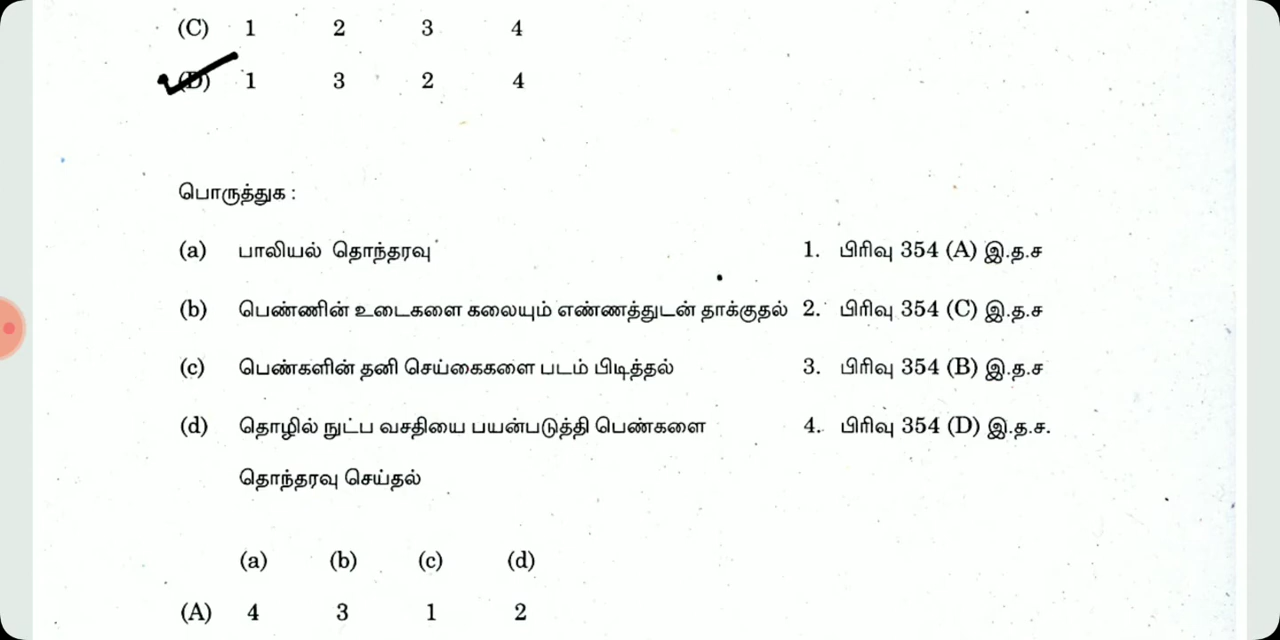 (C) 1 2 3 4
(D) 1 3 2 4
பொருத்துக :
(a) பாலியல் தொந்தரவு 1. பிரிவு 354 (A) இ.த.ச
(b) பெண்ணின் உடைகளை கலையும் எண்ணத்துடன் தாக்குதல் 2. பிரிவு 354 (C) இ.த.ச
(c) பெண்களின் தனி செய்கைகளை படம் பிடித்தல் 3. பிரிவு 354 (B) இ.த.ச
(d) தொழில் நுட்ப வசதியை பயன்படுத்தி பெண்களை 4. பிரிவு 354 (D) இ.த.ச.
தொந்தரவு செய்தல்
(a) (b) (c) (d)
(A) 4 3 1 2